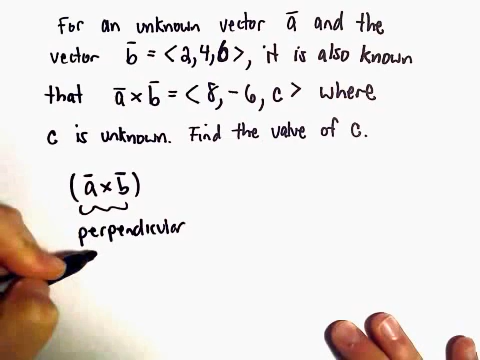 For an unknown vector a̅ and the
vector b̅ = <2,4,6>, it is also known
that a̅ × b̅ = <8,-6, c> where
c is unknown. Find the value of c.
(a̅ × b̅)
perpendicular